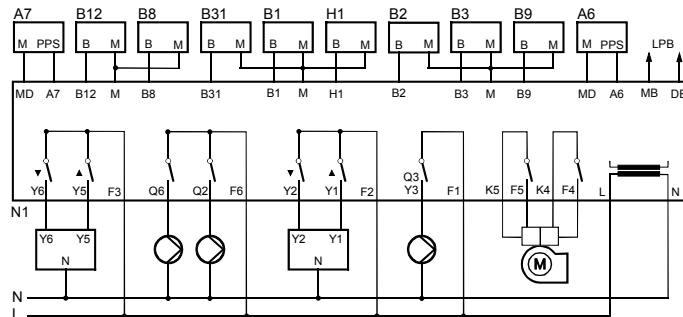 A7 B12 B8 B31 B1 H1 B2 B3 B9 A6
M PPS B M B M B M B M B M B M B M B M M PPS LPB
MD A7 B12 M B8 B31 B1 M H1 B2 B3 M B9 MD A6 MB DB
Q3
Y6 Y5 F3 Q6 Q2 F6 Y2 Y1 F2 Y3 F1 K5 F5 K4 F4 L N
N1
Y6 Y5 Y2 Y1
N N M
N
L